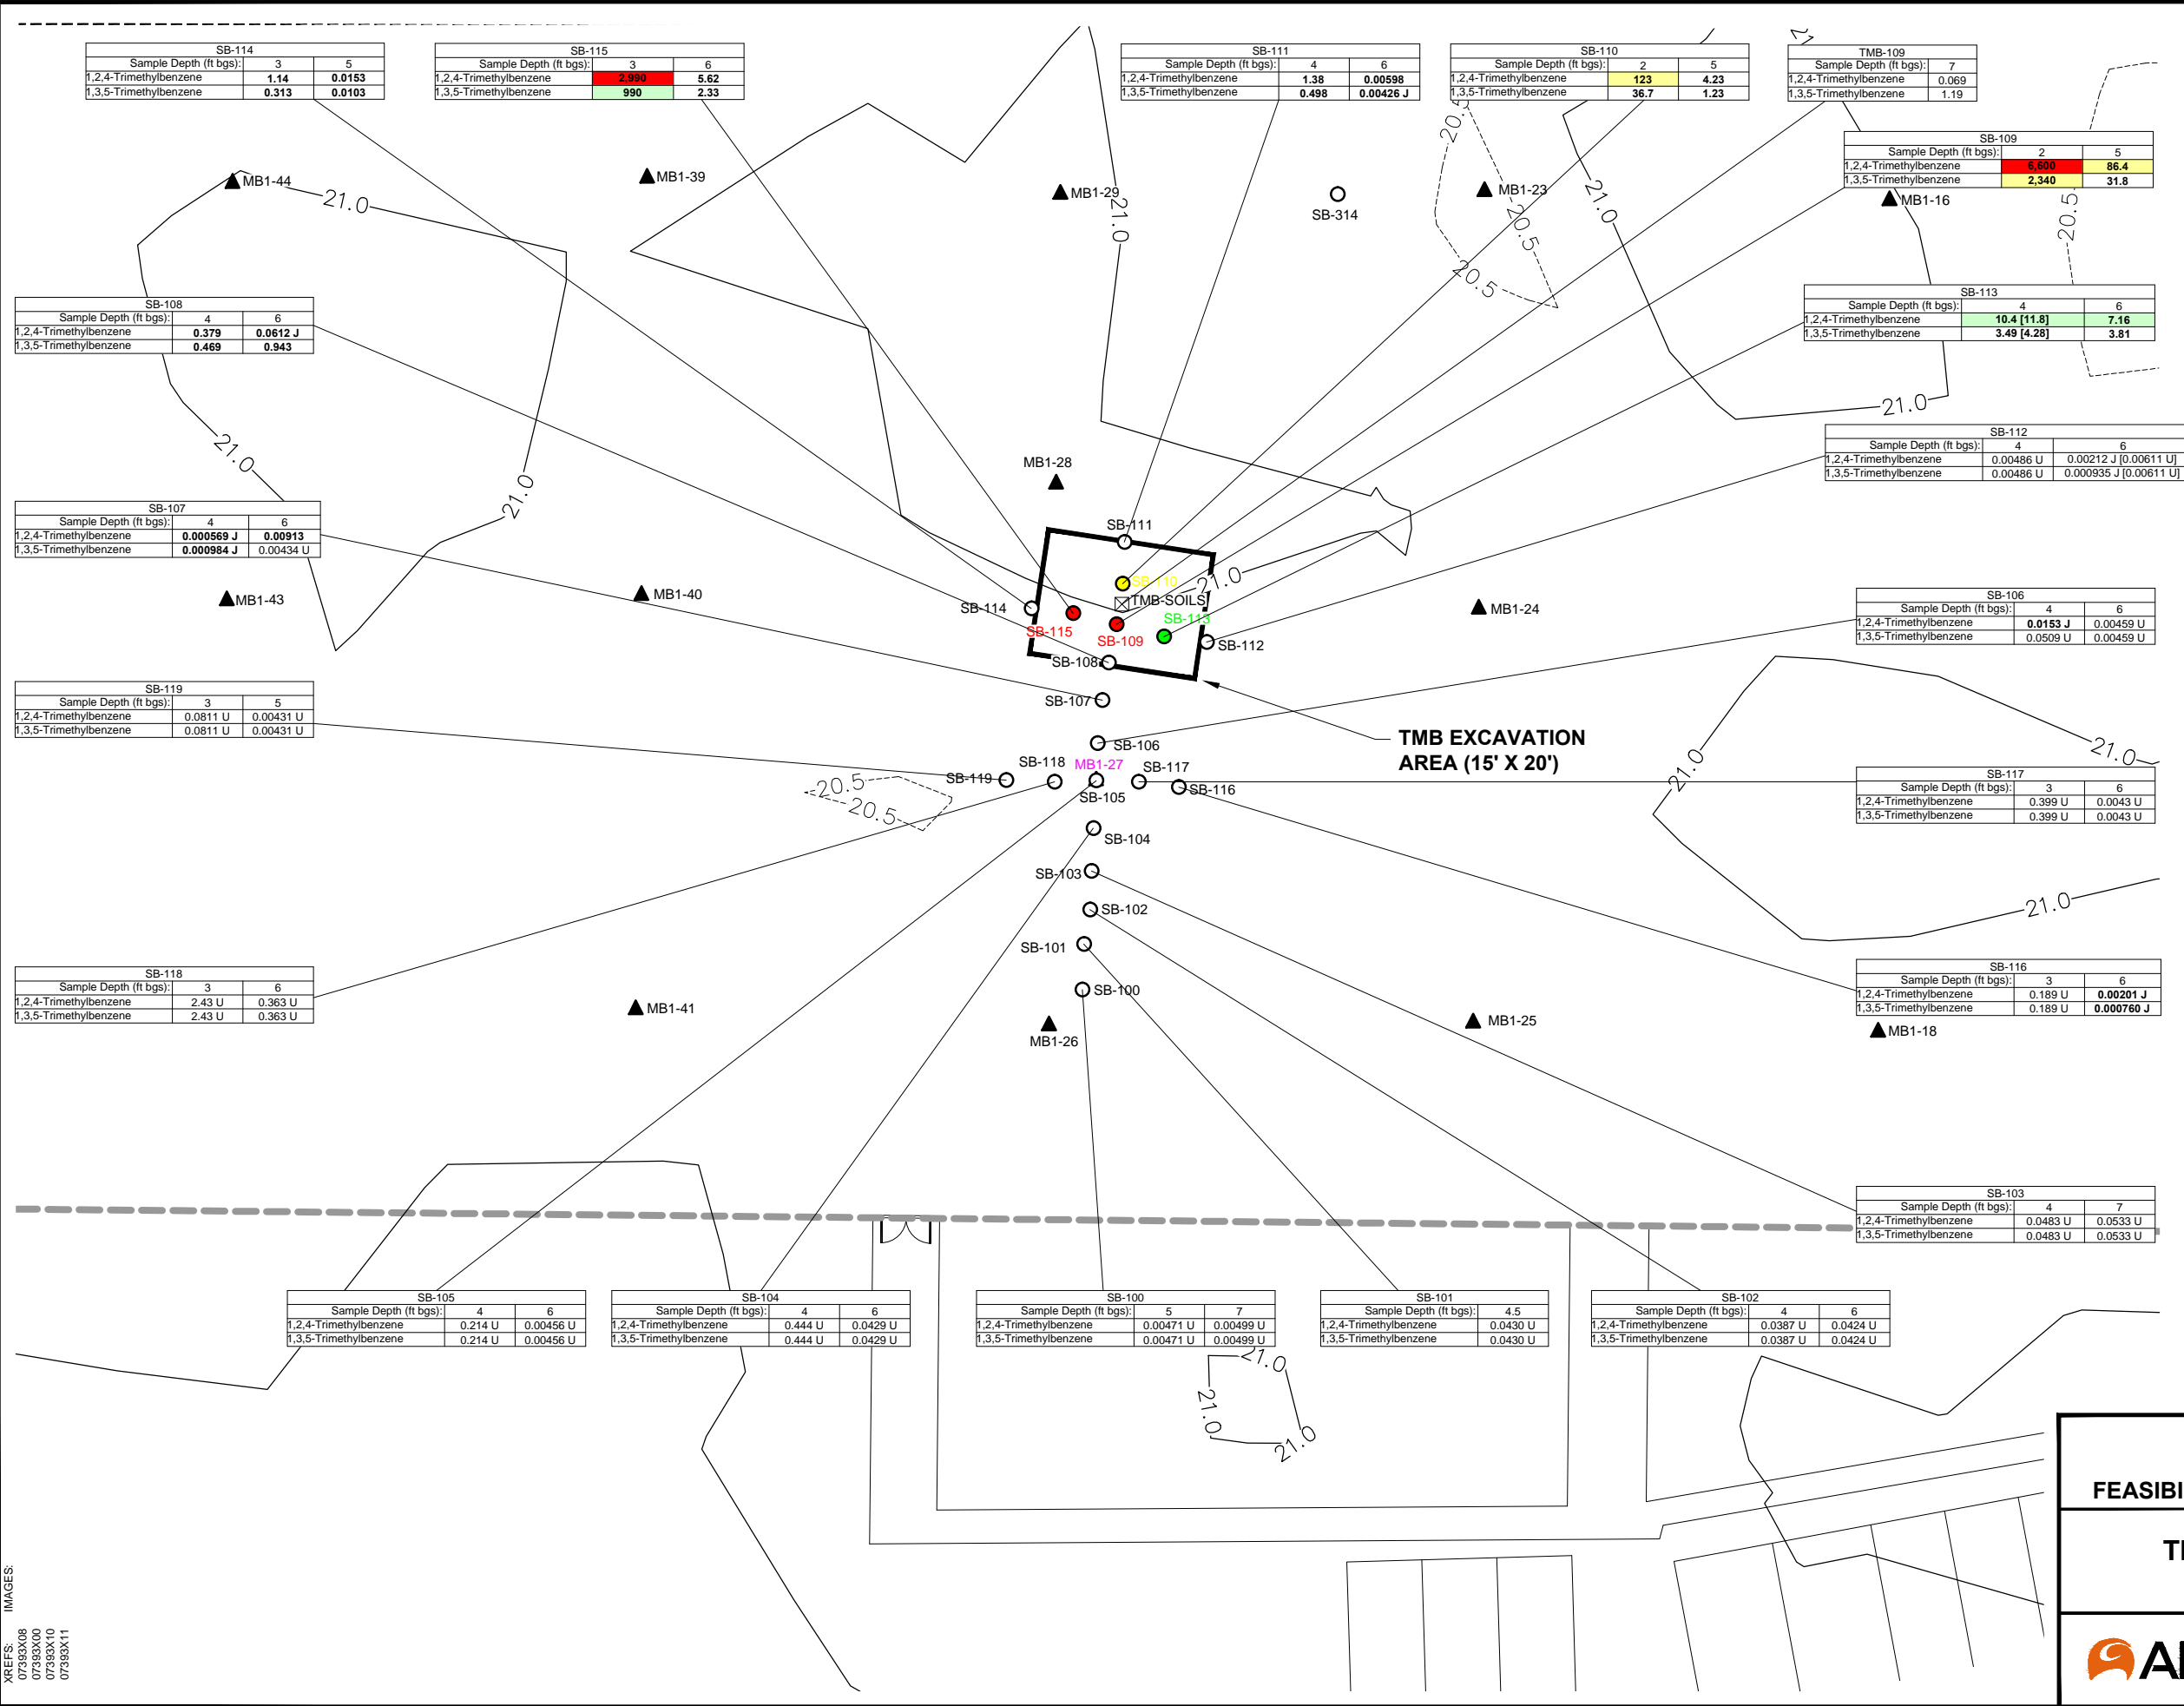 SB-114
Sample Depth (ft bgs): 3 5
1,2,4-Trimethylbenzene 1.14 0.0153
1,3,5-Trimethylbenzene 0.313 0.0103
SB-115
Sample Depth (ft bgs): 3 6
1,2,4-Trimethylbenzene 2,990 5.62
1,3,5-Trimethylbenzene 990 2.33
SB-111
Sample Depth (ft bgs): 4 6
1,2,4-Trimethylbenzene 1.38 0.00598
1,3,5-Trimethylbenzene 0.498 0.00426 J
SB-110
Sample Depth (ft bgs): 2 5
1,2,4-Trimethylbenzene 123 4.23
1,3,5-Trimethylbenzene 36.7 1.23
TMB-109
Sample Depth (ft bgs): 7
1,2,4-Trimethylbenzene 0.069
1,3,5-Trimethylbenzene 1.19
SB-109
Sample Depth (ft bgs): 2 5
1,2,4-Trimethylbenzene 6,600 86.4
1,3,5-Trimethylbenzene 2,340 31.8
MB1-44
MB1-39
MB1-29
SB-314
MB1-23
MB1-16
21.0
21.0
20.5
20.5
20.5
21.0
20.5
21.0
SB-108
Sample Depth (ft bgs): 4 6
1,2,4-Trimethylbenzene 0.379 0.0612 J
1,3,5-Trimethylbenzene 0.469 0.943
SB-113
Sample Depth (ft bgs): 4 6
1,2,4-Trimethylbenzene 10.4 [11.8] 7.16
1,3,5-Trimethylbenzene 3.49 [4.28] 3.81
21.0
SB-112
Sample Depth (ft bgs): 4 6
1,2,4-Trimethylbenzene 0.00486 U 0.00212 J [0.00611 U]
1,3,5-Trimethylbenzene 0.00486 U 0.000935 J [0.00611 U]
21.0
21.0
MB1-28
SB-107
Sample Depth (ft bgs): 4 6
1,2,4-Trimethylbenzene 0.000569 J 0.00913
1,3,5-Trimethylbenzene 0.000984 J 0.00434 U
SB-111
SB-110
21.0
TMB-SOILS
MB1-43
MB1-40
SB-114
SB-115
SB-109
SB-113
SB-112
MB1-24
SB-108
SB-106
Sample Depth (ft bgs): 4 6
1,2,4-Trimethylbenzene 0.0153 J 0.00459 U
1,3,5-Trimethylbenzene 0.0509 U 0.00459 U
SB-107
SB-119
Sample Depth (ft bgs): 3 5
1,2,4-Trimethylbenzene 0.0811 U 0.00431 U
1,3,5-Trimethylbenzene 0.0811 U 0.00431 U
TMB EXCAVATION
AREA (15' X 20')
SB-106
SB-119
SB-118
MB1-27
SB-117
SB-105
SB-116
20.5
20.5
21.0
21.0
SB-117
Sample Depth (ft bgs): 3 6
1,2,4-Trimethylbenzene 0.399 U 0.0043 U
1,3,5-Trimethylbenzene 0.399 U 0.0043 U
SB-104
SB-103
SB-102
21.0
SB-101
SB-100
SB-118
Sample Depth (ft bgs): 3 6
1,2,4-Trimethylbenzene 2.43 U 0.363 U
1,3,5-Trimethylbenzene 2.43 U 0.363 U
SB-116
Sample Depth (ft bgs): 3 6
1,2,4-Trimethylbenzene 0.189 U 0.00201 J
1,3,5-Trimethylbenzene 0.189 U 0.000760 J
MB1-41
MB1-26
MB1-25
MB1-18
SB-103
Sample Depth (ft bgs): 4 7
1,2,4-Trimethylbenzene 0.0483 U 0.0533 U
1,3,5-Trimethylbenzene 0.0483 U 0.0533 U
SB-105
Sample Depth (ft bgs): 4 6
1,2,4-Trimethylbenzene 0.214 U 0.00456 U
1,3,5-Trimethylbenzene 0.214 U 0.00456 U
SB-104
Sample Depth (ft bgs): 4 6
1,2,4-Trimethylbenzene 0.444 U 0.0429 U
1,3,5-Trimethylbenzene 0.444 U 0.0429 U
SB-100
Sample Depth (ft bgs): 5 7
1,2,4-Trimethylbenzene 0.00471 U 0.00499 U
1,3,5-Trimethylbenzene 0.00471 U 0.00499 U
SB-101
Sample Depth (ft bgs): 4.5
1,2,4-Trimethylbenzene 0.0430 U
1,3,5-Trimethylbenzene 0.0430 U
SB-102
Sample Depth (ft bgs): 4 6
1,2,4-Trimethylbenzene 0.0387 U 0.0424 U
1,3,5-Trimethylbenzene 0.0387 U 0.0424 U
21.0
21.0
21.0
FEASIBI
XREFS: IMAGES:
07393X08
07393X00
07393X10
07393X11